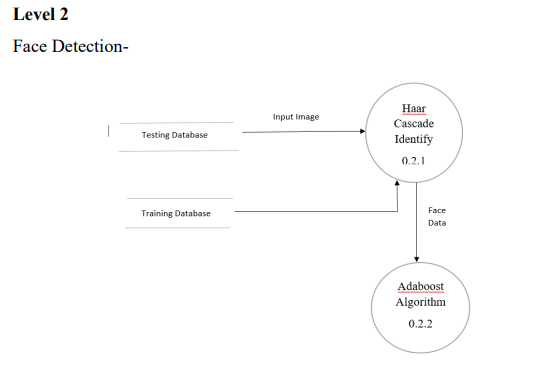 Level 2
Face Detection-
Input Image
Testing Database
Haar
Cascade
Identify
0.2.1
Training Database
Face
Data
Adaboost
Algorithm
0.2.2